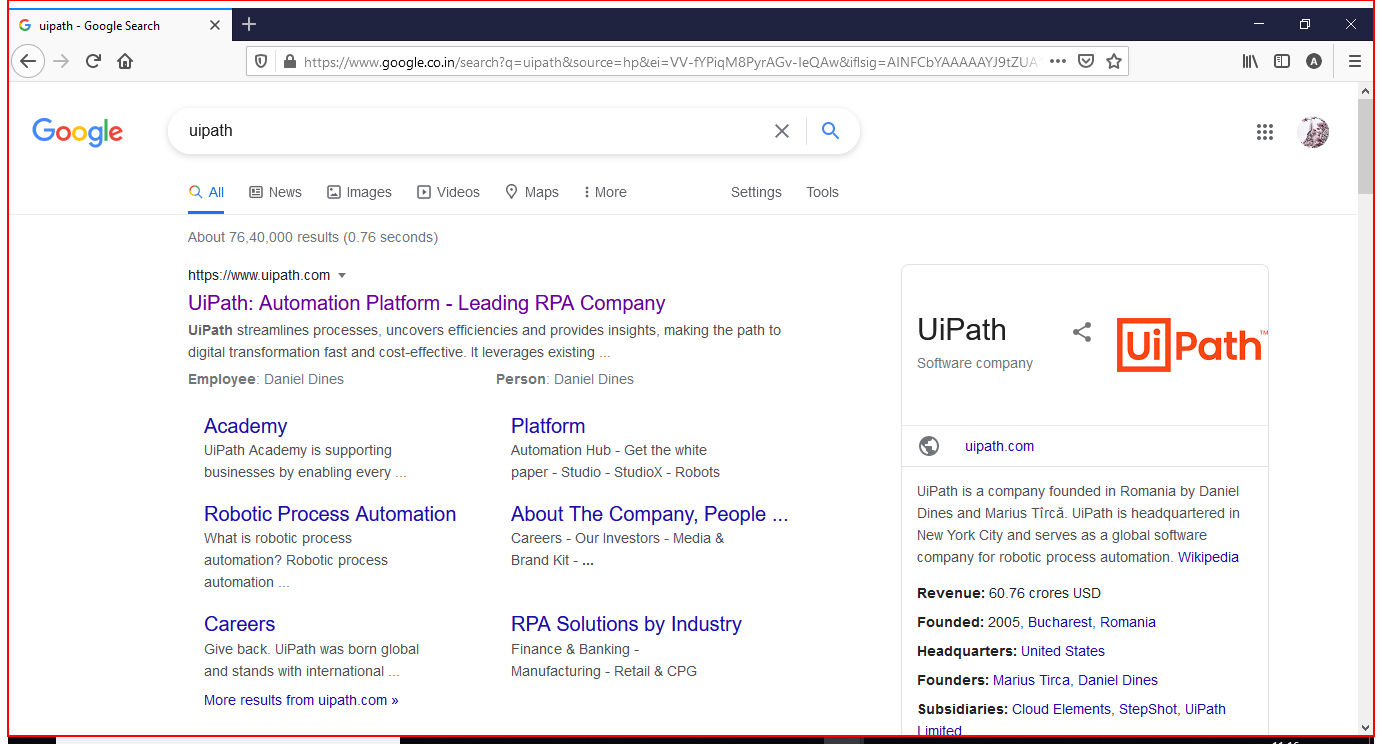 uipath - Google Search
https://www.google.co.in/search?q=uipath&source=hp&ei=VV-fYPiqM8PyrAGv-IeQAw&iflsig=AINFCbYAAAAAYJ9tZUA
A
Google
uipath
All News Images Videos Maps More Settings Tools
About 76,40,000 results (0.76 seconds)
https://www.uipath.com
UiPath: Automation Platform - Leading RPA Company
UiPath streamlines processes, uncovers efficiencies and provides insights, making the path to
digital transformation fast and cost-effective. It leverages existing ...
Employee: Daniel Dines Person: Daniel Dines
Academy
UiPath Academy is supporting
businesses by enabling every ...
Platform
Automation Hub - Get the white
paper - Studio - StudioX - Robots
Robotic Process Automation
What is robotic process
automation? Robotic process
automation ...
About The Company, People ...
Careers - Our Investors - Media &
Brand Kit - ...
Careers
Give back. UiPath was born global
and stands with international ...
RPA Solutions by Industry
Finance & Banking -
Manufacturing - Retail & CPG
More results from uipath.com »
UiPath
Software company
UiPath™
uipath.com
UiPath is a company founded in Romania by Daniel
Dines and Marius Tîrcă. UiPath is headquartered in
New York City and serves as a global software
company for robotic process automation. Wikipedia
Revenue: 60.76 crores USD
Founded: 2005, Bucharest, Romania
Headquarters: United States
Founders: Marius Tirca, Daniel Dines
Subsidiaries: Cloud Elements, StepShot, UiPath
Limited